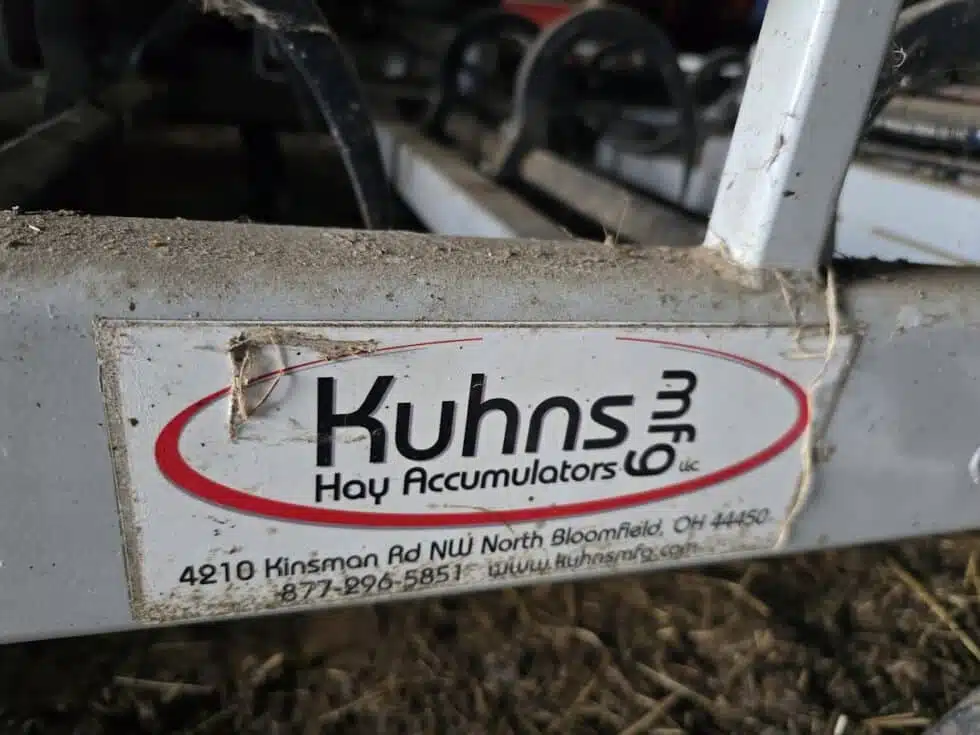 Kuhns mfg LLC
Hay Accumulators
4210 Kinsman Rd NW North Bloomfield, OH 44450
877-296-5851 www.kuhnsmfg.com